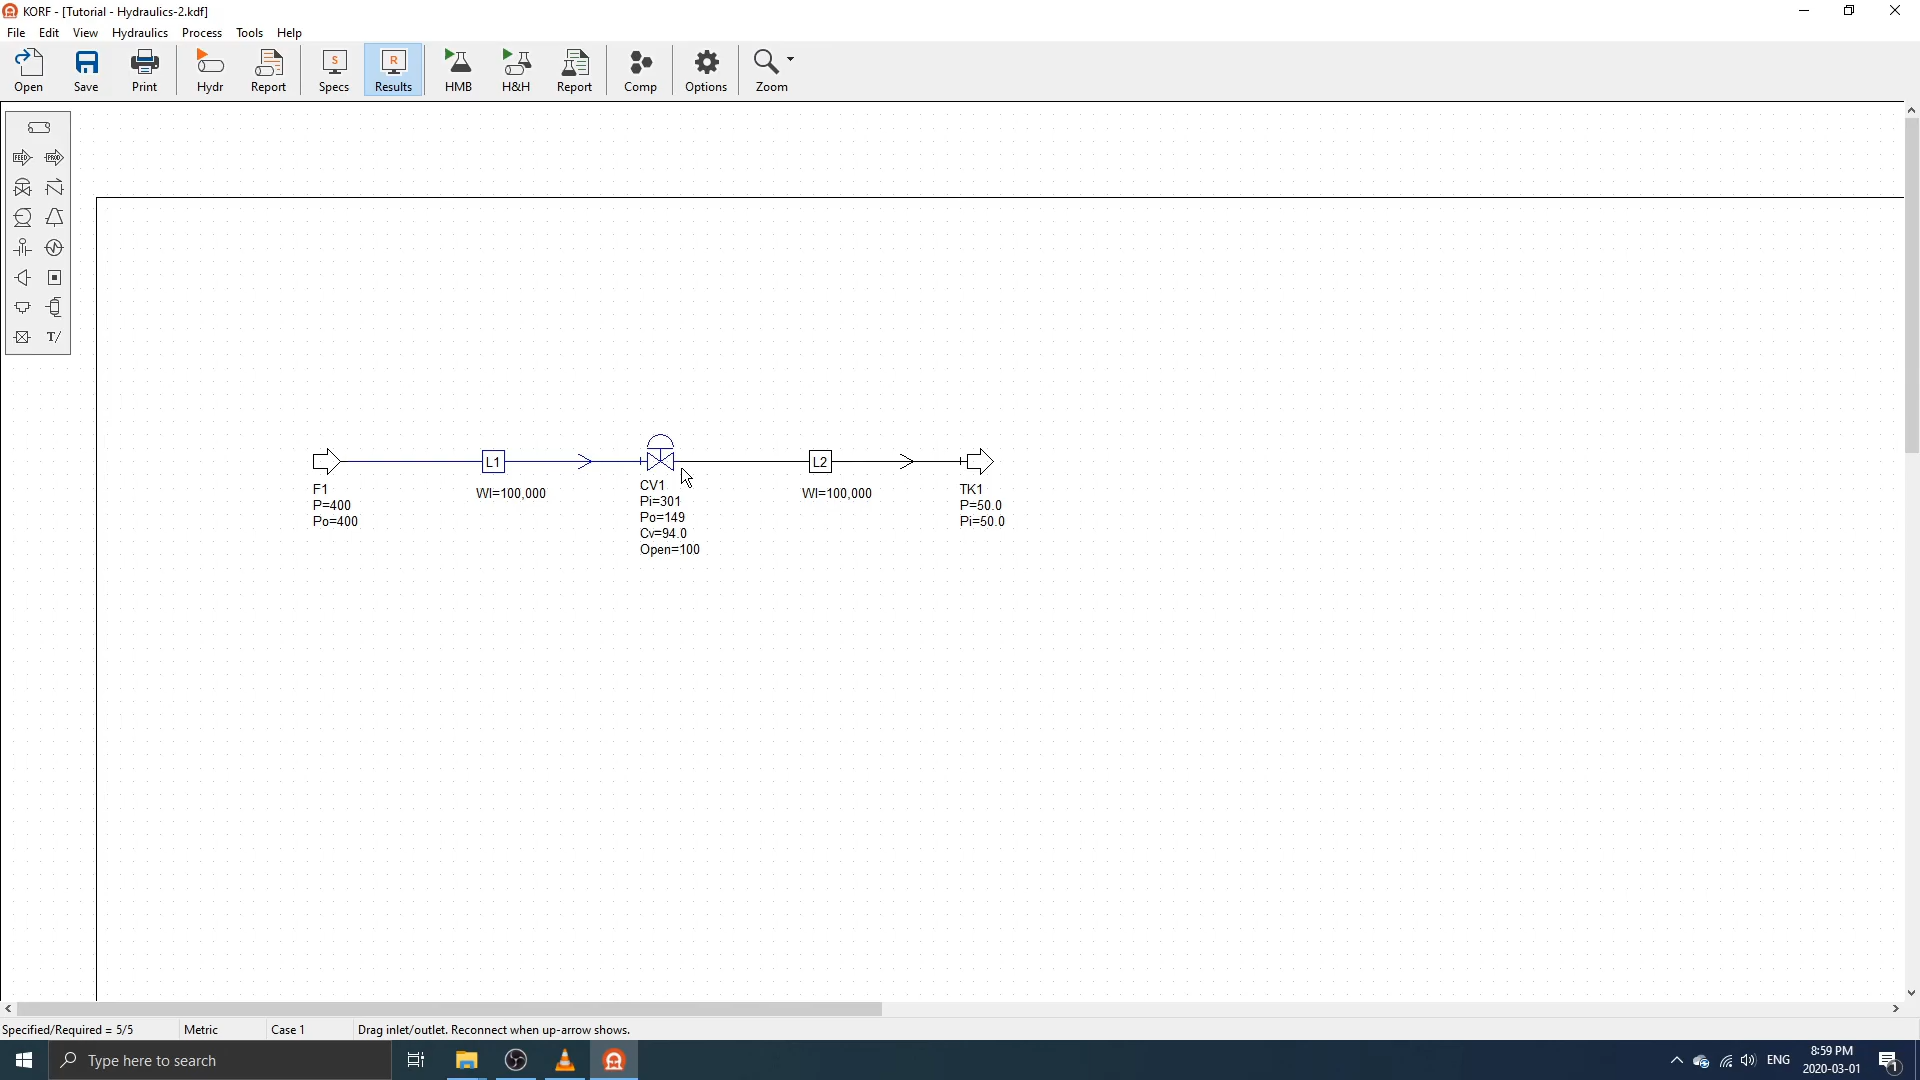 KORF - [Tutorial - Hydraulics-2.kdf]
File Edit View Hydraulics Process Tools Help
S R
Open Save Print Hydr Report Specs Results HMB H&H Report Comp Options Zoom
FEED PROD
T/
L1 L2
F1
P=400
Po=400
Wl=100,000
CV1
Pi=301
Po=149
Cv=94.0
Open=100
Wl=100,000
TK1
P=50.0
Pi=50.0
Specified/Required = 5/5 Metric Case 1 Drag inlet/outlet. Reconnect when up-arrow shows.
Type here to search
ENG
8:59 PM
2020-03-01
1